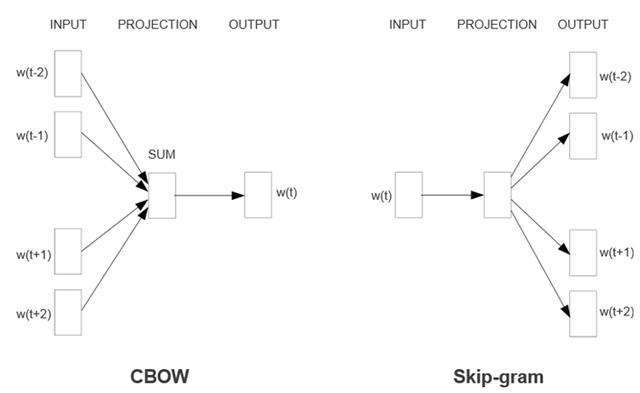 INPUT PROJECTION OUTPUT
w(t-2)
w(t-1)
SUM
w(t)
w(t+1)
w(t+2)
CBOW
INPUT PROJECTION OUTPUT
w(t-2)
w(t-1)
w(t)
w(t+1)
w(t+2)
Skip-gram